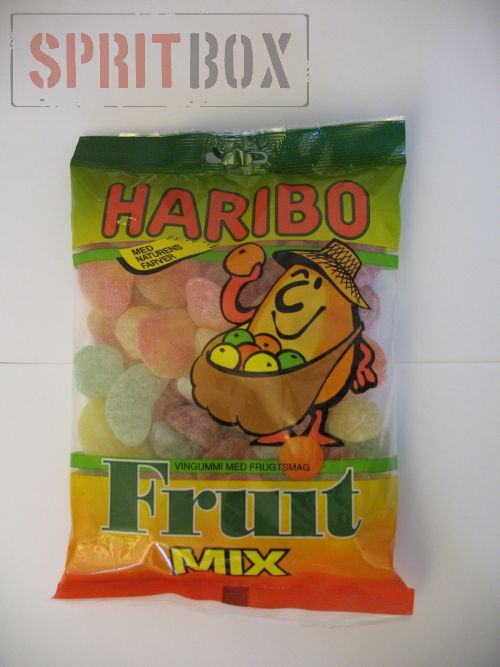 SPRITBOX
HARIBO
MED
NATURENS
FARVER
VINGUMMI MED FRUGTSMAG
Fruit
MIX